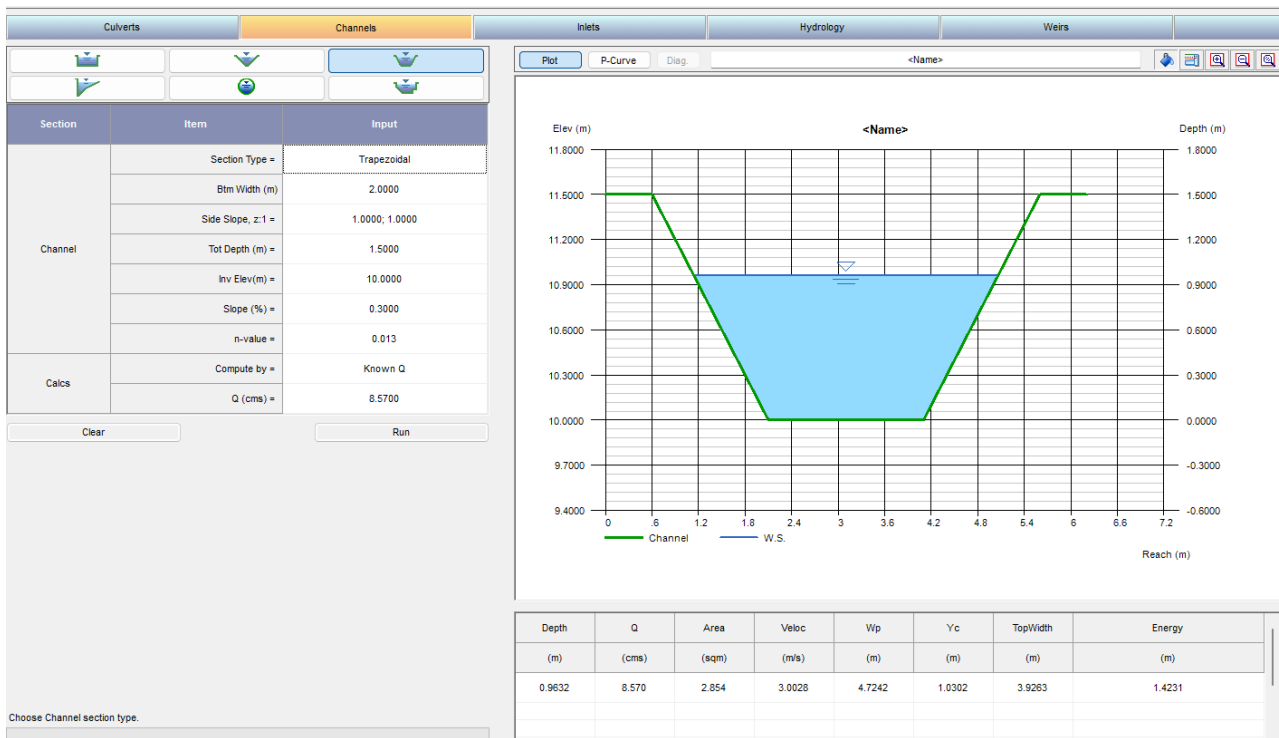 Culverts Channels Inlets Hydrology Weirs
Plot P-Curve Diag. <Name>
Section Item Input
Channel
Section Type = Trapezoidal
Btm Width (m) 2.0000
Side Slope, z:1 = 1.0000; 1.0000
Tot Depth (m) = 1.5000
Inv Elev(m) = 10.0000
Slope (%) = 0.3000
n-value = 0.013
Calcs
Compute by = Known Q
Q (cms) = 8.5700
Clear Run
Choose Channel section type.
Elev (m) <Name> Depth (m)
11.8000 1.8000
11.5000 1.5000
11.2000 1.2000
10.9000 0.9000
10.6000 0.6000
10.3000 0.3000
10.0000 0.0000
9.7000 -0.3000
9.4000 -0.6000
0 .6 1.2 1.8 2.4 3 3.6 4.2 4.8 5.4 6 6.6 7.2
Channel W.S.
Reach (m)
Depth Q Area Veloc Wp Yc TopWidth Energy
(m) (cms) (sqm) (m/s) (m) (m) (m) (m)
0.9632 8.570 2.854 3.0028 4.7242 1.0302 3.9263 1.4231